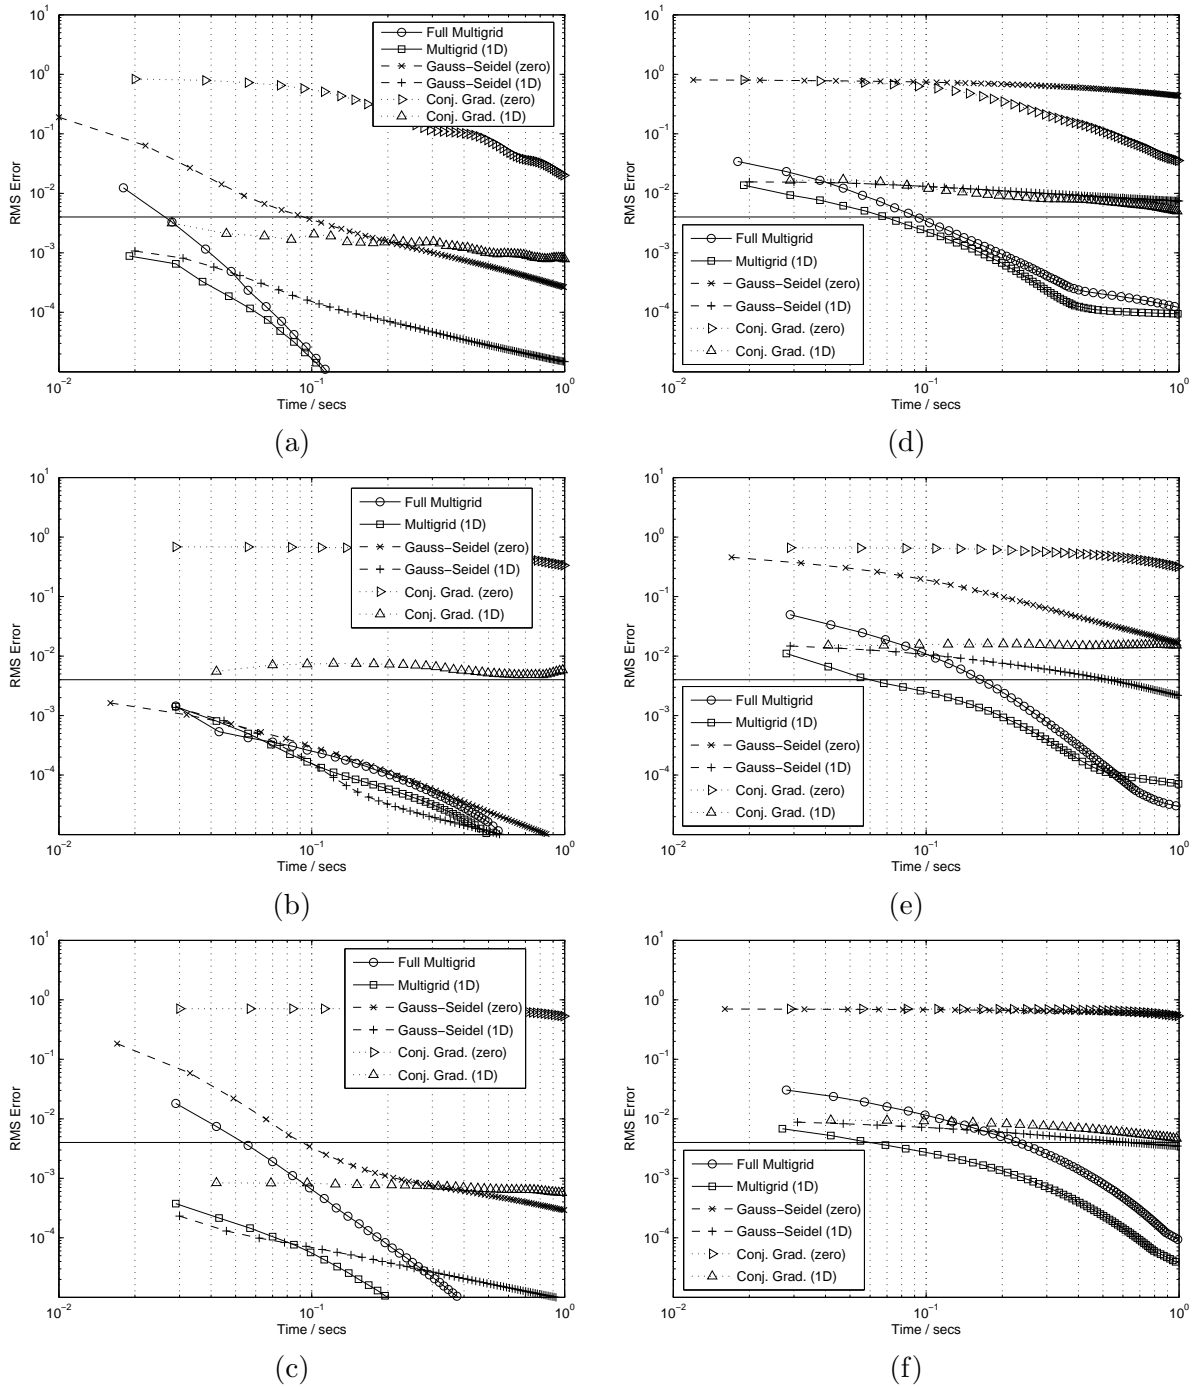 10^1
10^0
10^-1
10^-2
10^-3
10^-4
RMS Error
Full Multigrid
Multigrid (1D)
Gauss−Seidel (zero)
Gauss−Seidel (1D)
Conj. Grad. (zero)
Conj. Grad. (1D)
10^-2
10^-1
10^0
Time / secs
(a)
10^1
10^0
10^-1
10^-2
10^-3
10^-4
RMS Error
Full Multigrid
Multigrid (1D)
Gauss−Seidel (zero)
Gauss−Seidel (1D)
Conj. Grad. (zero)
Conj. Grad. (1D)
10^-2
10^-1
10^0
Time / secs
(d)
10^1
10^0
10^-1
10^-2
10^-3
10^-4
RMS Error
Full Multigrid
Multigrid (1D)
Gauss−Seidel (zero)
Gauss−Seidel (1D)
Conj. Grad. (zero)
Conj. Grad. (1D)
10^-2
10^-1
10^0
Time / secs
(b)
10^1
10^0
10^-1
10^-2
10^-3
10^-4
RMS Error
Full Multigrid
Multigrid (1D)
Gauss−Seidel (zero)
Gauss−Seidel (1D)
Conj. Grad. (zero)
Conj. Grad. (1D)
10^-2
10^-1
10^0
Time / secs
(e)
10^1
10^0
10^-1
10^-2
10^-3
10^-4
RMS Error
Full Multigrid
Multigrid (1D)
Gauss−Seidel (zero)
Gauss−Seidel (1D)
Conj. Grad. (zero)
Conj. Grad. (1D)
10^-2
10^-1
10^0
Time / secs
(c)
10^1
10^0
10^-1
10^-2
10^-3
10^-4
RMS Error
Full Multigrid
Multigrid (1D)
Gauss−Seidel (zero)
Gauss−Seidel (1D)
Conj. Grad. (zero)
Conj. Grad. (1D)
10^-2
10^-1
10^0
Time / secs
(f)